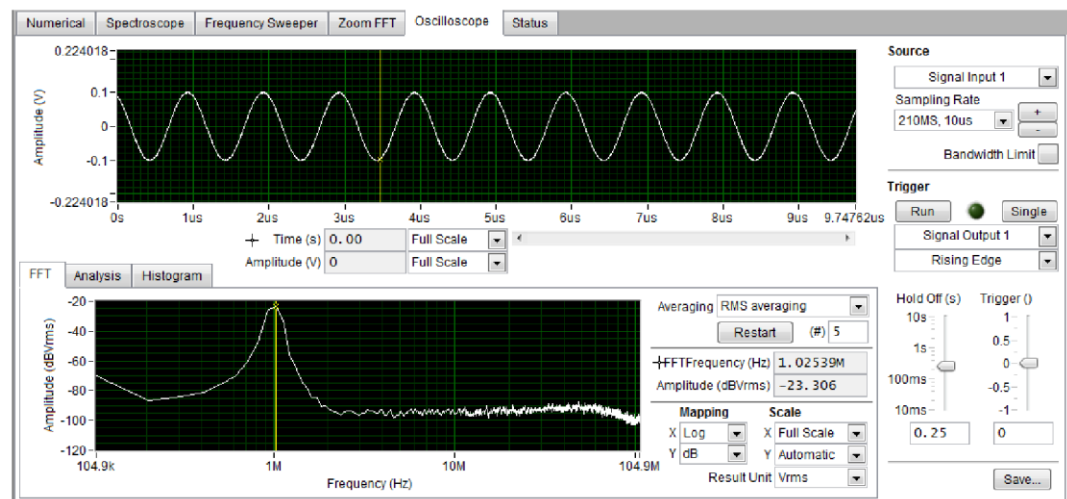 Numerical Spectroscope Frequency Sweeper Zoom FFT Oscilloscope Status
0.224018
0.1
0
-0.1
-0.224018
Amplitude (V)
0s 1us 2us 3us 4us 5us 6us 7us 8us 9us 9.74762us
Time (s) 0.00 Full Scale
Amplitude (V) 0 Full Scale
Source
Signal Input 1
Sampling Rate
210MS, 10us
+
-
Bandwidth Limit
Trigger
Run Single
Signal Output 1
Rising Edge
Hold Off (s) Trigger ()
10s 1
1s 0.5
0
100ms -0.5
10ms -1
0.25 0
Save...
FFT Analysis Histogram
-20
-40
-60
-80
-100
-120
Amplitude (dBVrms)
104.9k 1M 10M 104.9M
Frequency (Hz)
Averaging RMS averaging
Restart (#) 5
FFTFrequency (Hz) 1.02539M
Amplitude (dBVrms) -23.306
Mapping Scale
X Log X Full Scale
Y dB Y Automatic
Result Unit Vrms